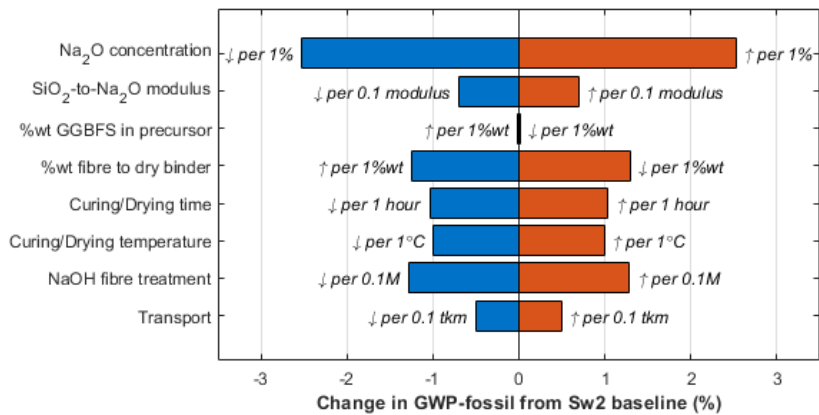 Na₂O concentration ↓ per 1% ↑ per 1%
SiO₂-to-Na₂O modulus ↓ per 0.1 modulus ↑ per 0.1 modulus
%wt GGBFS in precursor ↑ per 1%wt ↓ per 1%wt
%wt fibre to dry binder ↑ per 1%wt ↓ per 1%wt
Curing/Drying time ↓ per 1 hour ↑ per 1 hour
Curing/Drying temperature ↓ per 1°C ↑ per 1°C
NaOH fibre treatment ↓ per 0.1M ↑ per 0.1M
Transport ↓ per 0.1 tkm ↑ per 0.1 tkm
-3 -2 -1 0 1 2 3
Change in GWP-fossil from Sw2 baseline (%)